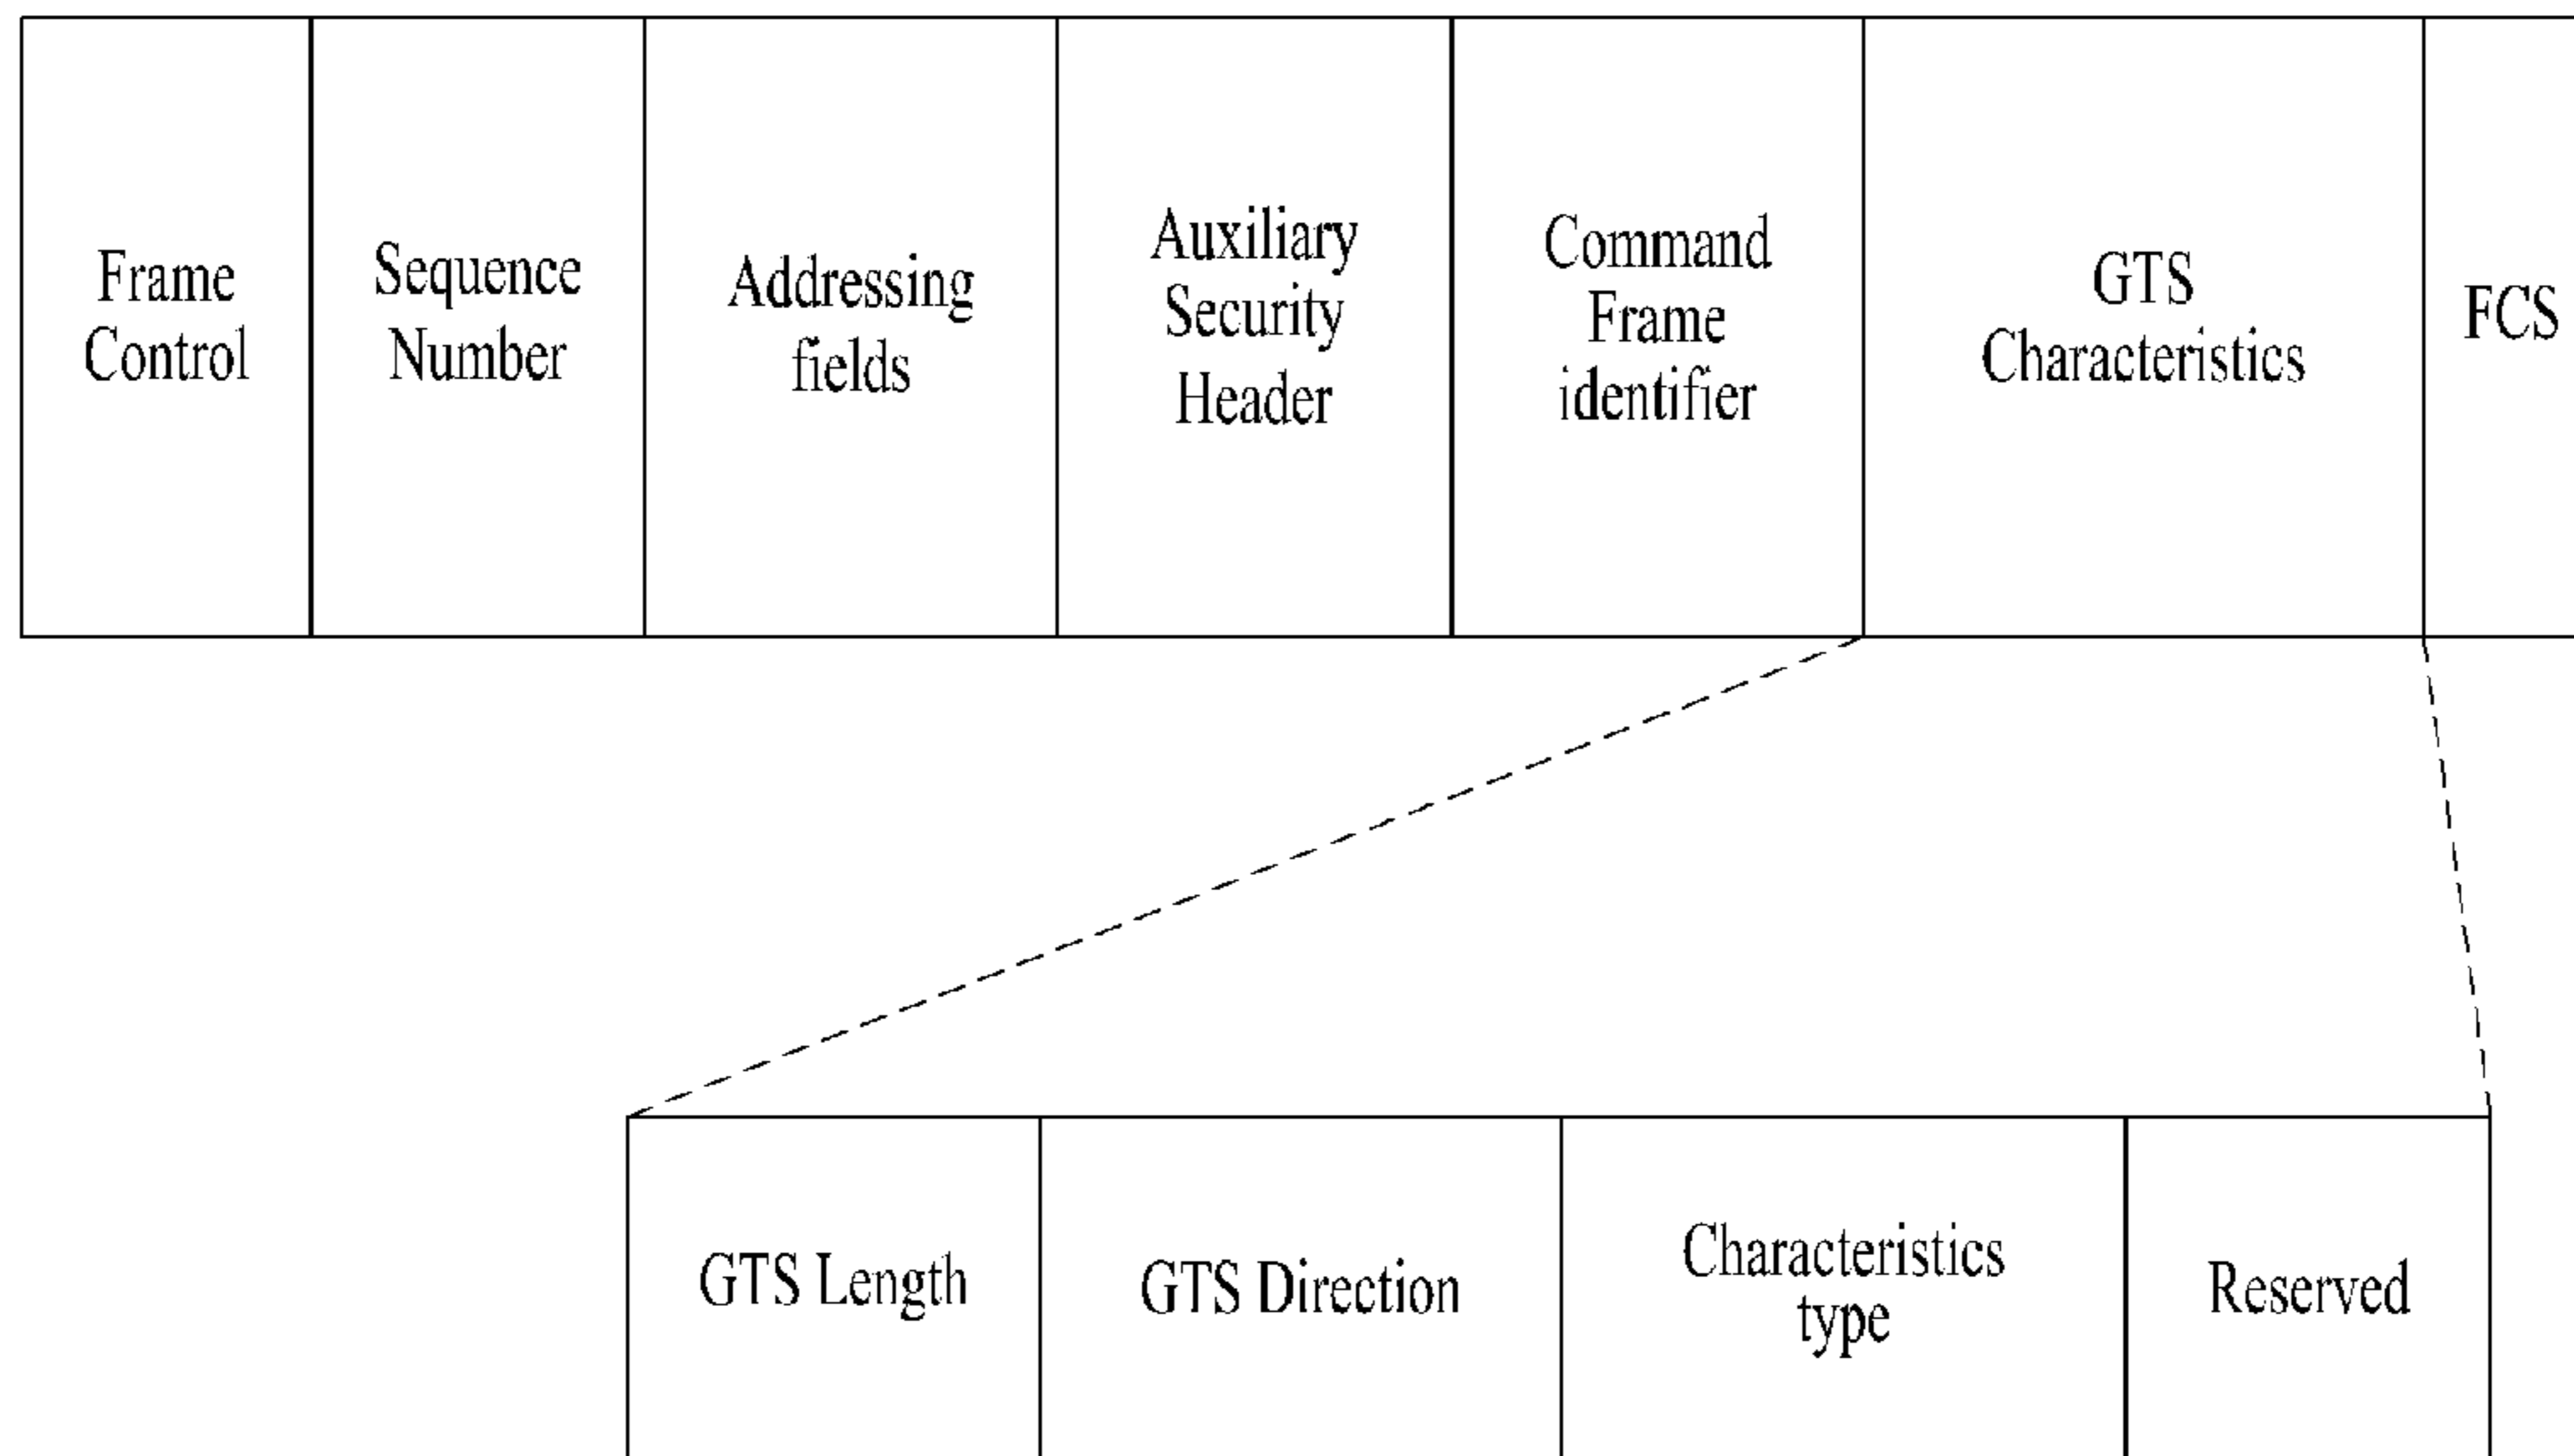 Frame
Control
Sequence
Number
Addressing
fields
Auxiliary
Security
Header
Command
Frame
identifier
GTS
Characteristics
FCS
GTS Length
GTS Direction
Characteristics
type
Reserved